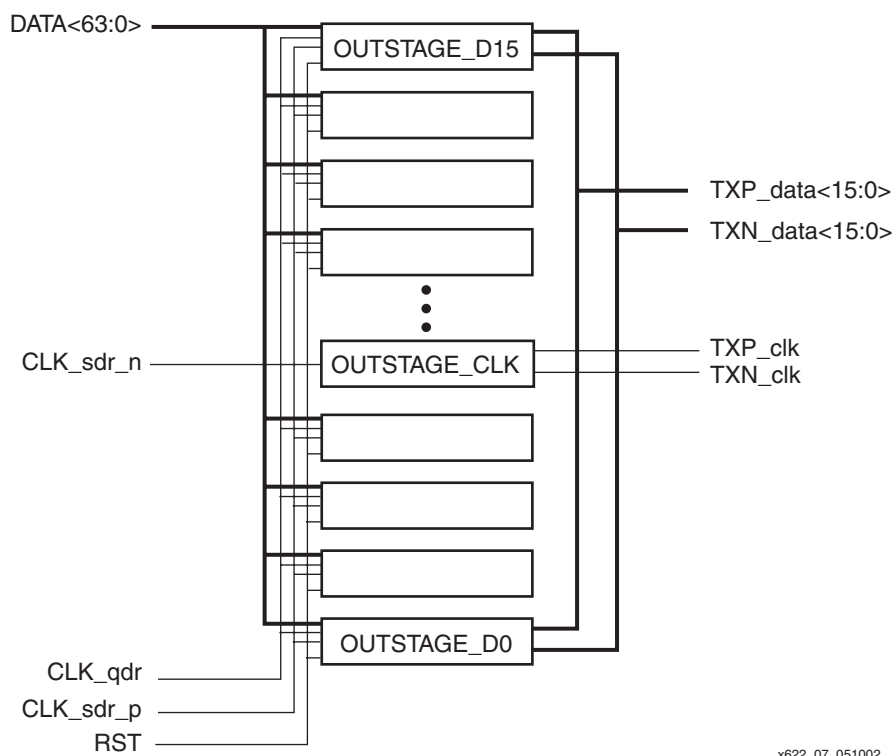 DATA<63:0>
OUTSTAGE_D15
TXP_data<15:0>
TXN_data<15:0>
CLK_sdr_n
OUTSTAGE_CLK
TXP_clk
TXN_clk
OUTSTAGE_D0
CLK_qdr
CLK_sdr_p
RST
x622_07_051002